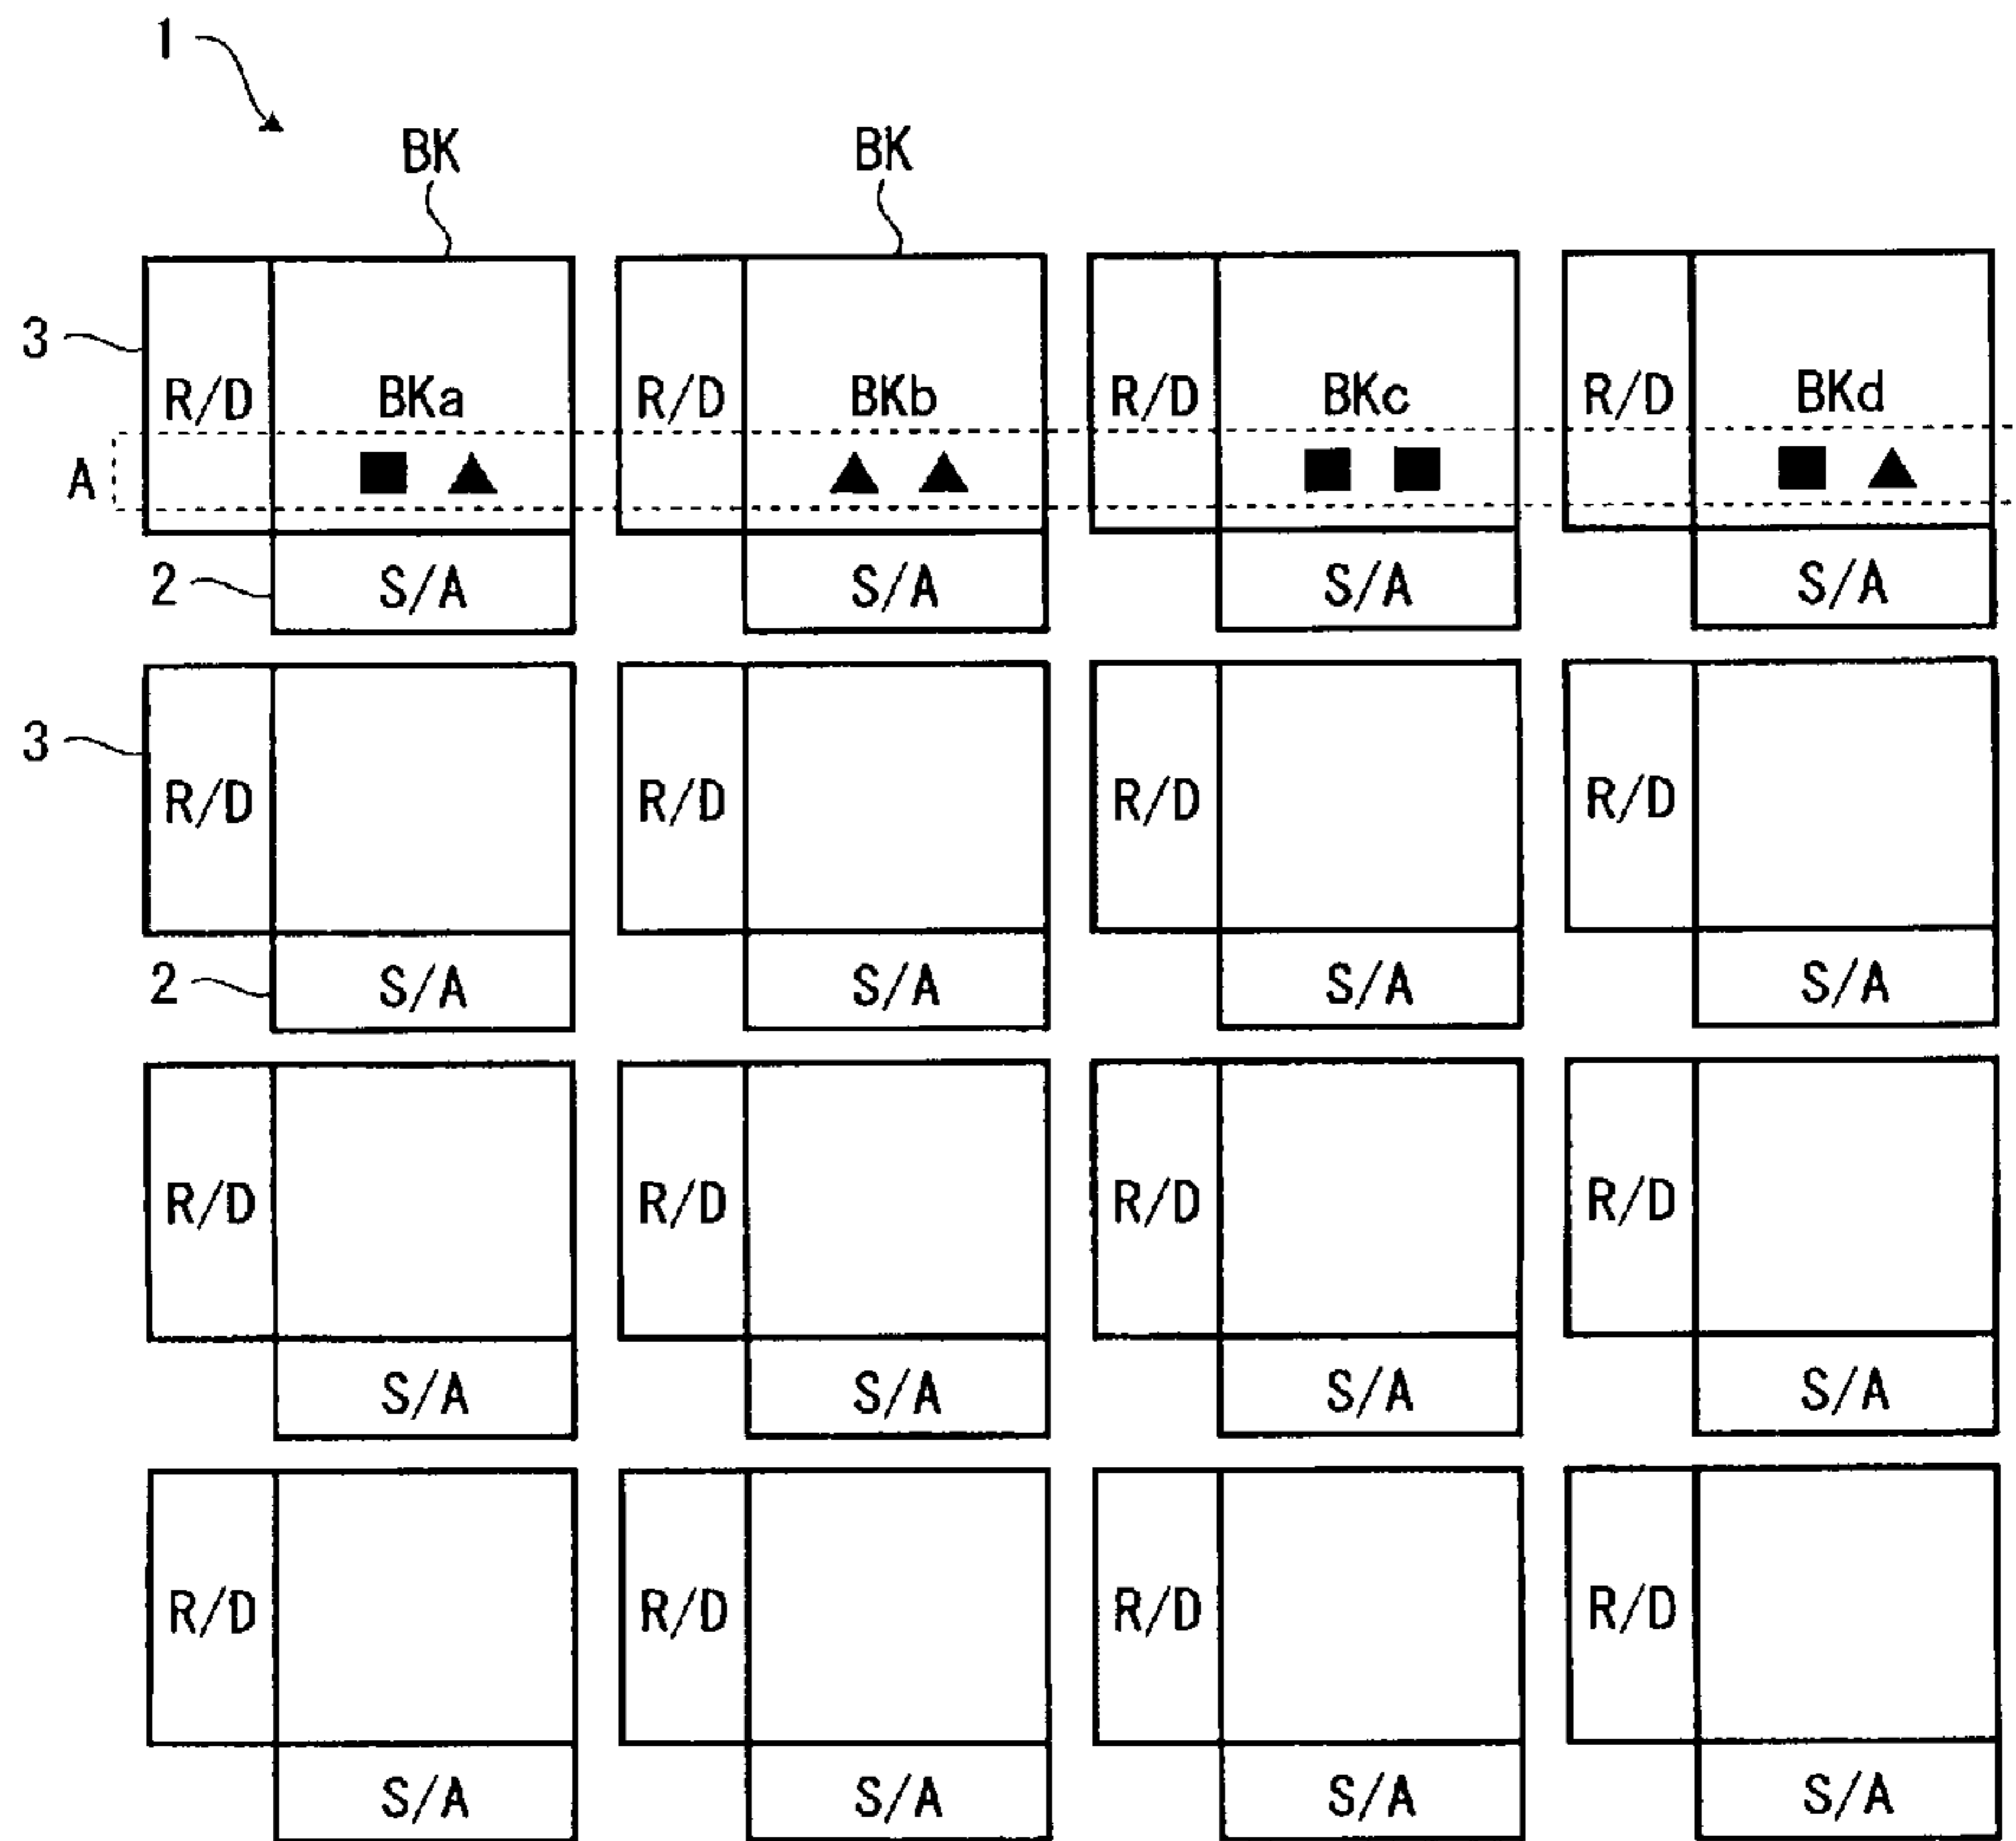 1
BK BK
3 R/D BKa R/D BKb R/D BKc R/D BKd
A
2 S/A S/A S/A S/A
3 R/D R/D R/D R/D
2 S/A S/A S/A S/A
R/D R/D R/D R/D
S/A S/A S/A S/A
R/D R/D R/D R/D
S/A S/A S/A S/A